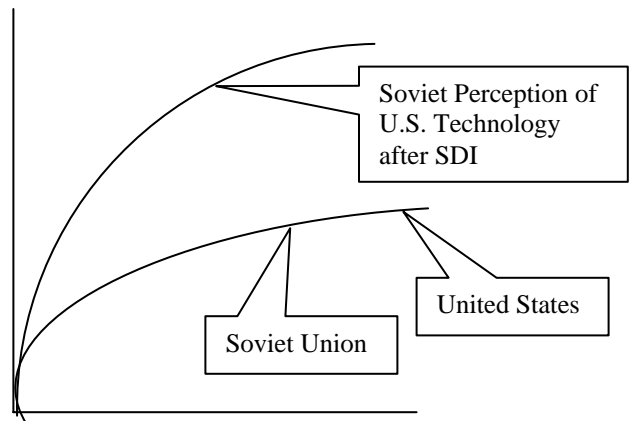 Soviet Perception of
U.S. Technology
after SDI
United States
Soviet Union